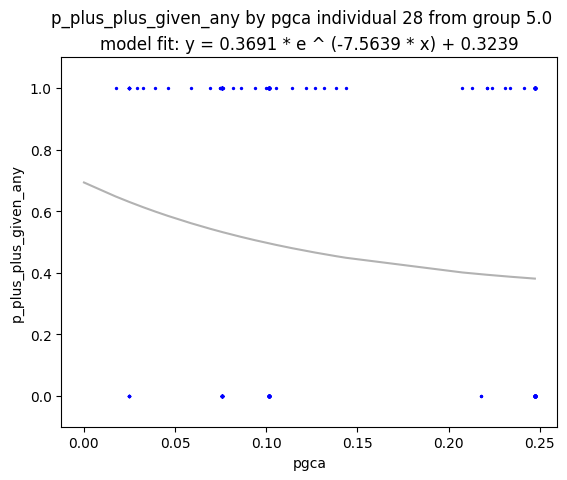 p_plus_plus_given_any by pgca individual 28 from group 5.0
model fit: y = 0.3691 * e ^ (-7.5639 * x) + 0.3239
1.0
0.8
0.6
0.4
0.2
0.0
p_plus_plus_given_any
0.00 0.05 0.10 0.15 0.20 0.25
pgca